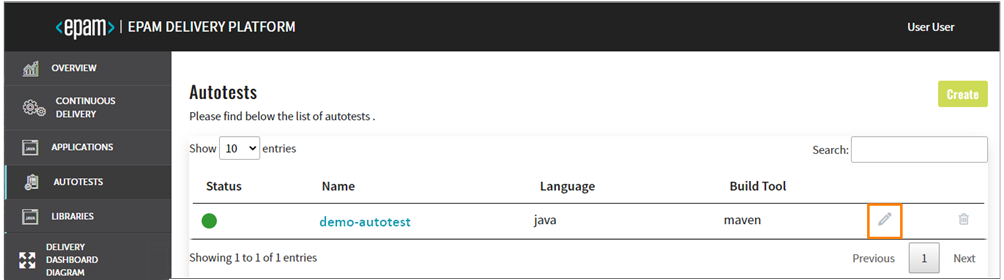 <epam> | EPAM DELIVERY PLATFORM
User User
OVERVIEW
CONTINUOUS
DELIVERY
APPLICATIONS
AUTOTESTS
LIBRARIES
DELIVERY
DASHBOARD
DIAGRAM
Autotests
Create
Please find below the list of autotests .
Show 10 entries
Search:
Status Name Language Build Tool
demo-autotest java maven
Showing 1 to 1 of 1 entries
Previous 1 Next